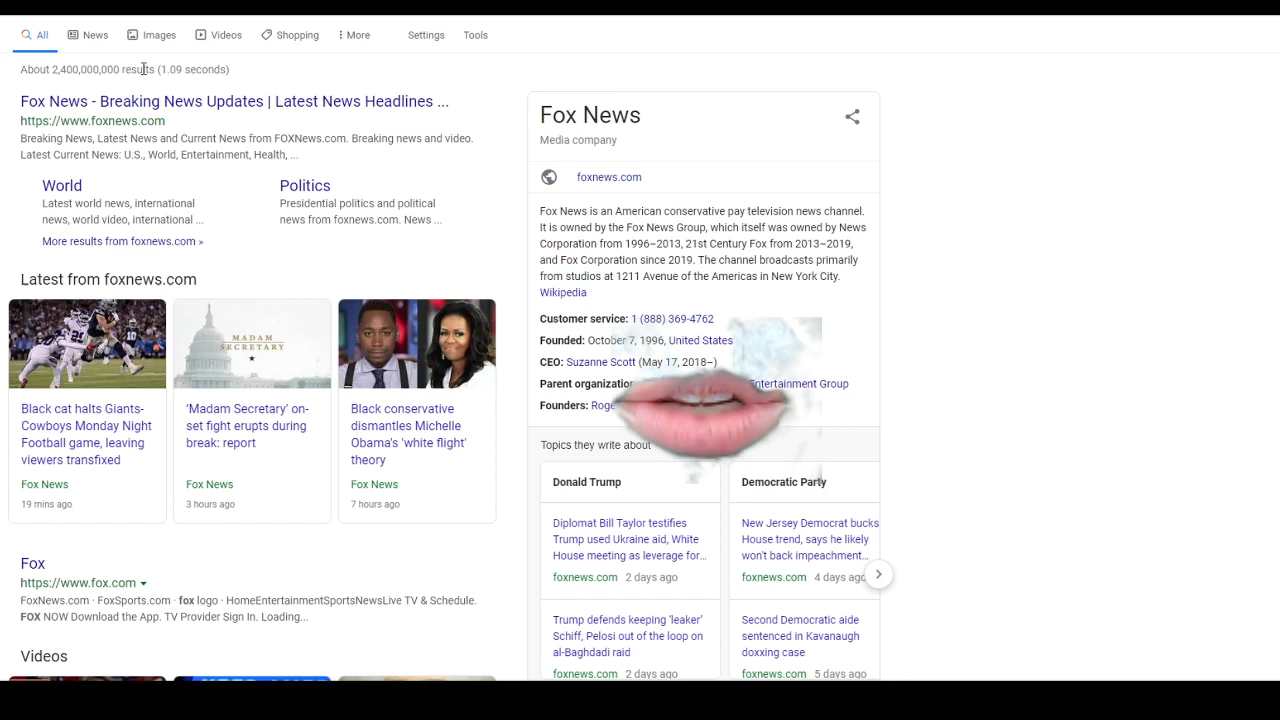 All
News
Images
Videos
Shopping
More
Settings
Tools
About 2,400,000,000 results (1.09 seconds)
Fox News - Breaking News Updates | Latest News Headlines ...
https://www.foxnews.com
Breaking News, Latest News and Current News from FOXNews.com. Breaking news and video.
Latest Current News: U.S., World, Entertainment, Health, ...
World
Latest world news, international
news, world video, international ...
Politics
Presidential politics and political
news from foxnews.com. News ...
More results from foxnews.com »
Latest from foxnews.com
MADAM
SECRETARY
Black cat halts Giants-
Cowboys Monday Night
Football game, leaving
viewers transfixed
Fox News
19 mins ago
'Madam Secretary' on-
set fight erupts during
break: report
Fox News
3 hours ago
Black conservative
dismantles Michelle
Obama's 'white flight'
theory
Fox News
7 hours ago
Fox
https://www.fox.com
FoxNews.com · FoxSports.com · fox logo · HomeEntertainmentSportsNewsLive TV & Schedule.
FOX NOW Download the App. TV Provider Sign In. Loading...
Videos
Fox News
Media company
foxnews.com
Fox News is an American conservative pay television news channel.
It is owned by the Fox News Group, which itself was owned by News
Corporation from 1996–2013, 21st Century Fox from 2013–2019,
and Fox Corporation since 2019. The channel broadcasts primarily
from studios at 1211 Avenue of the Americas in New York City.
Wikipedia
Customer service: 1 (888) 369-4762
Founded: October 7, 1996, United States
CEO: Suzanne Scott (May 17, 2018–)
Parent organization Entertainment Group
Founders:
Topics they write about
Donald Trump
Diplomat Bill Taylor testifies
Trump used Ukraine aid, White
House meeting as leverage for...
foxnews.com 2 days ago
Trump defends keeping 'leaker'
Schiff, Pelosi out of the loop on
al-Baghdadi raid
foxnews.com 2 days ago
Democratic Party
New Jersey Democrat bucks
House trend, says he likely
won't back impeachment...
foxnews.com 4 days ago
Second Democratic aide
sentenced in Kavanaugh
doxxing case
foxnews.com 5 days ago